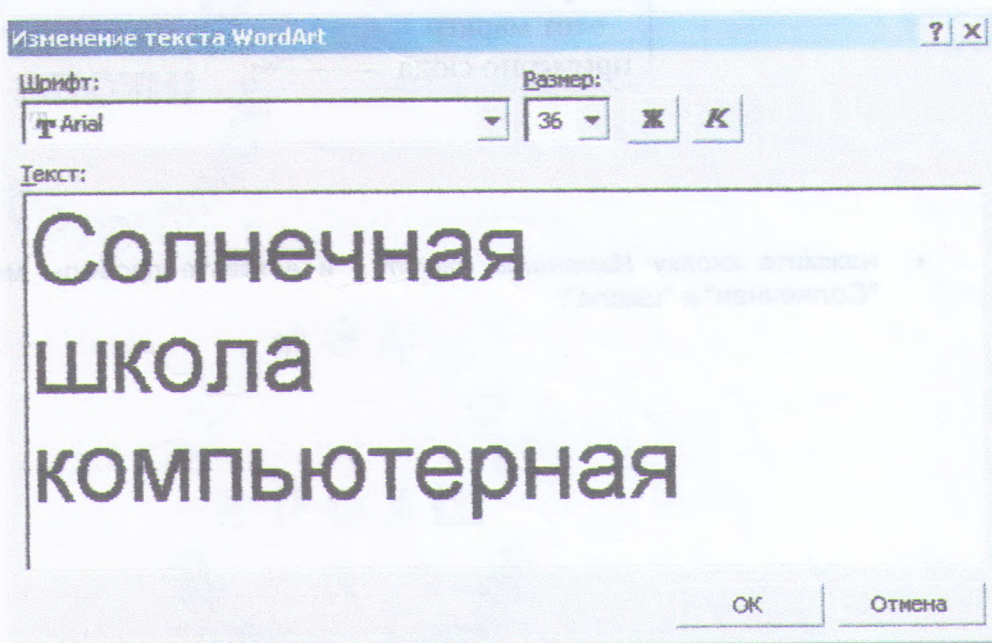 Изменение текста WordArt
Шрифт:
Размер:
Arial
36
Ж
К
Текст:
Солнечная
школа
компьютерная
ОК
Отмена